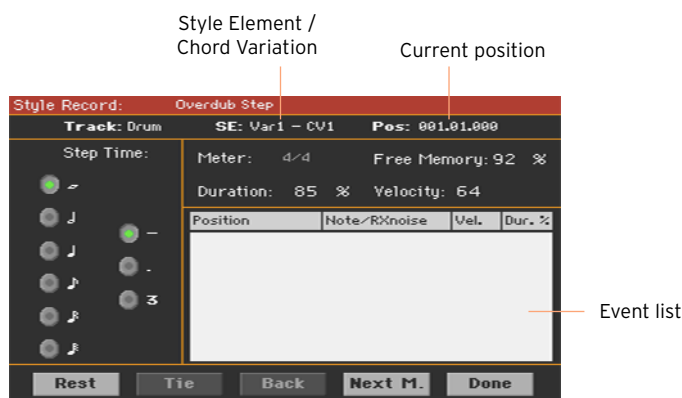 Style Element /
Chord Variation
Current position
Style Record: Overdub Step
Track: Drum SE: Var1 - CV1 Pos: 001.01.000
Step Time:
Meter: 4/4 Free Memory: 92 %
Duration: 85 % Velocity: 64
Position Note/RXnoise Vel. Dur. %
–
.
3
Event list
Rest Tie Back Next M. Done